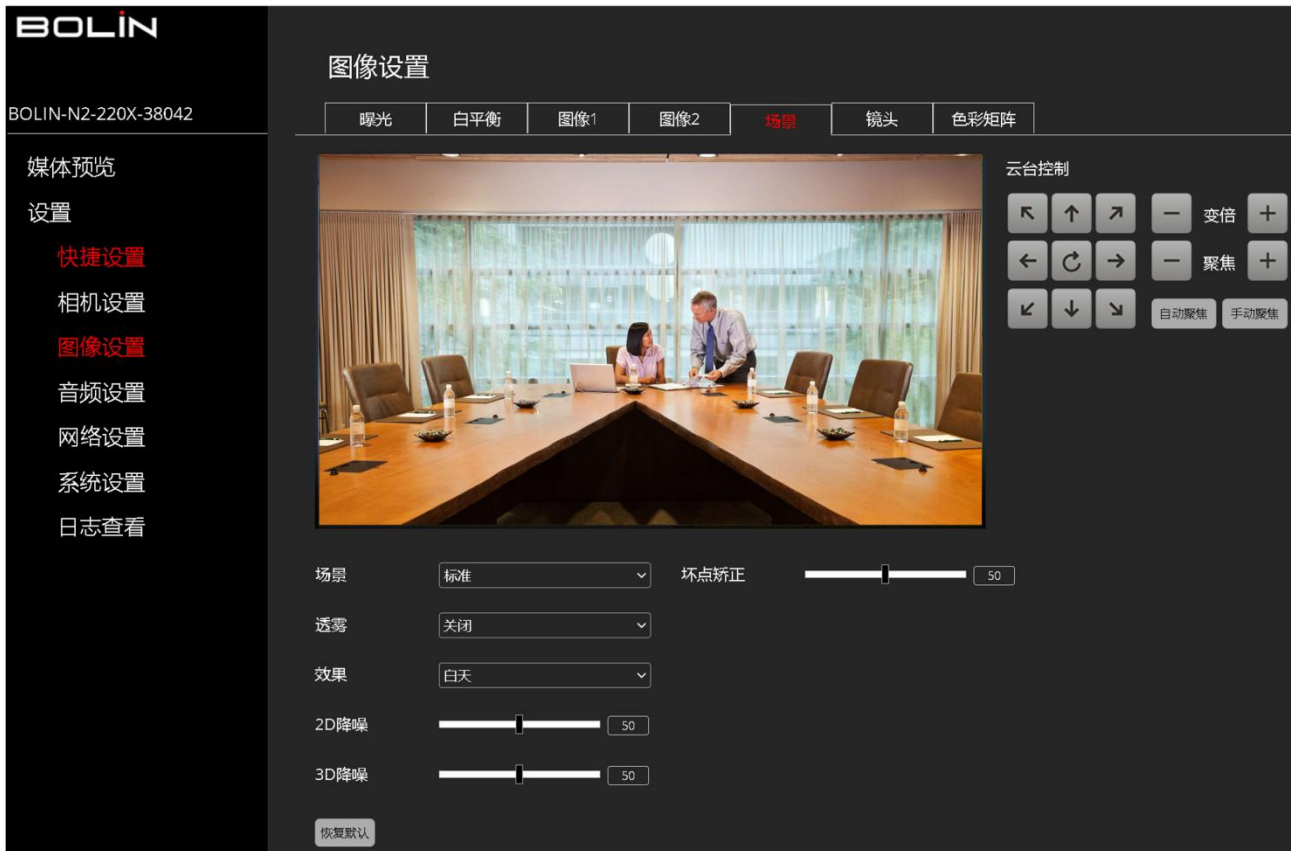 BOLIN
BOLIN-N2-220X-38042
媒体预览
设置
快捷设置
相机设置
图像设置
音频设置
网络设置
系统设置
日志查看
图像设置
曝光 白平衡 图像1 图像2 场景 镜头 色彩矩阵
云台控制
变倍
聚焦
自动聚焦 手动聚焦
场景 标准 坏点矫正 50
透雾 关闭
效果 白天
2D降噪 50
3D降噪 50
恢复默认